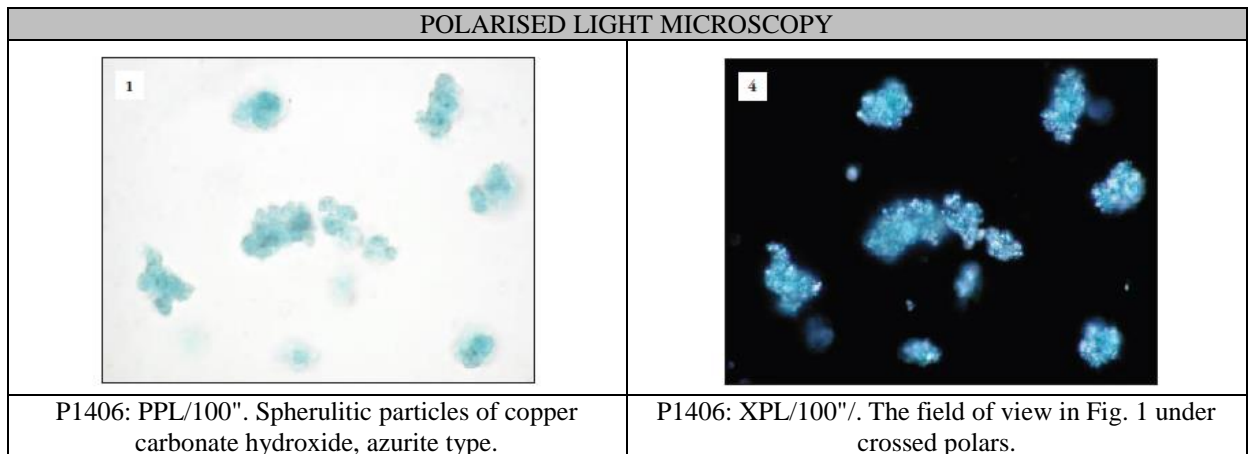 POLARISED LIGHT MICROSCOPY
1
4
P1406: PPL/100". Spherulitic particles of copper
carbonate hydroxide, azurite type.
P1406: XPL/100"/. The field of view in Fig. 1 under
crossed polars.